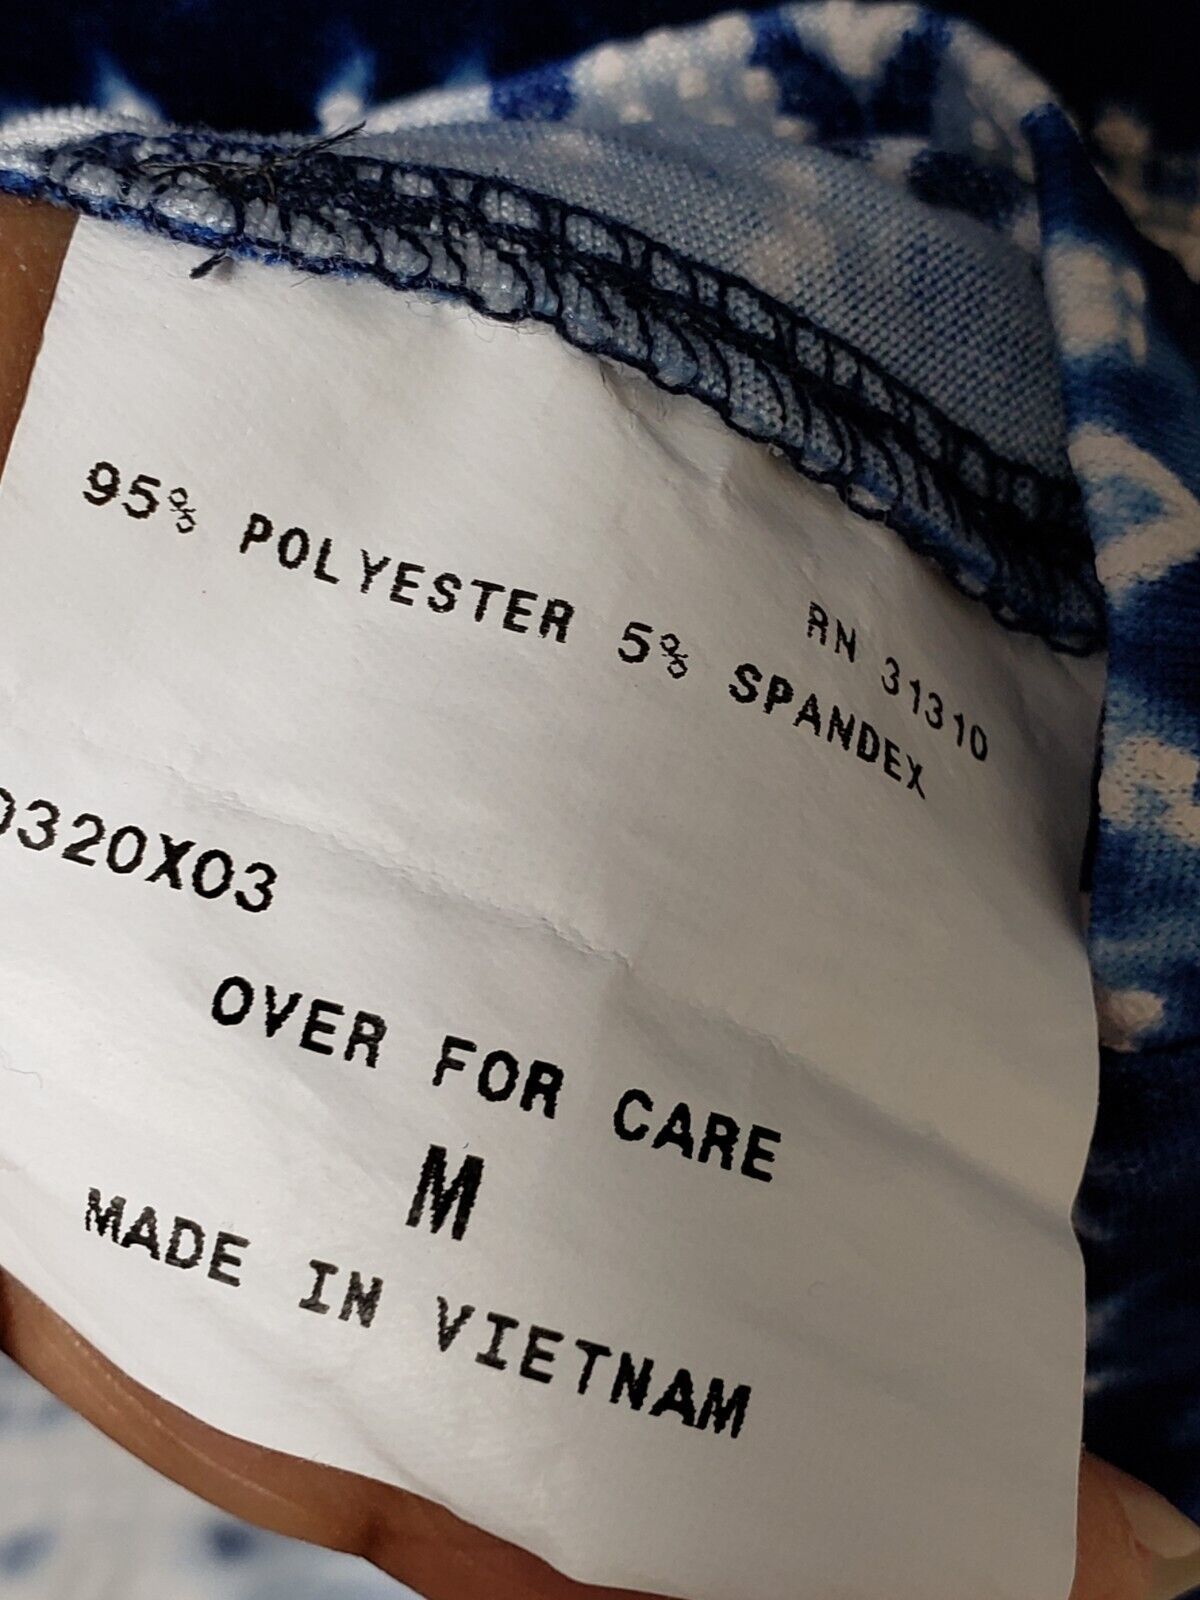 RN 31310
95% POLYESTER 5% SPANDEX
0320X03
OVER FOR CARE
M
MADE IN VIETNAM